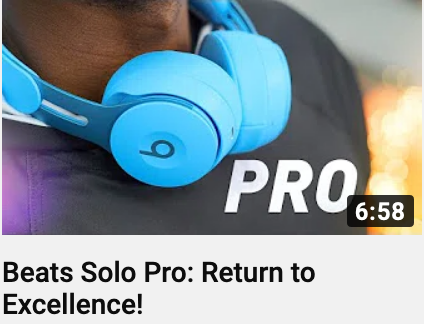 b
PRO
6:58
Beats Solo Pro: Return to
Excellence!